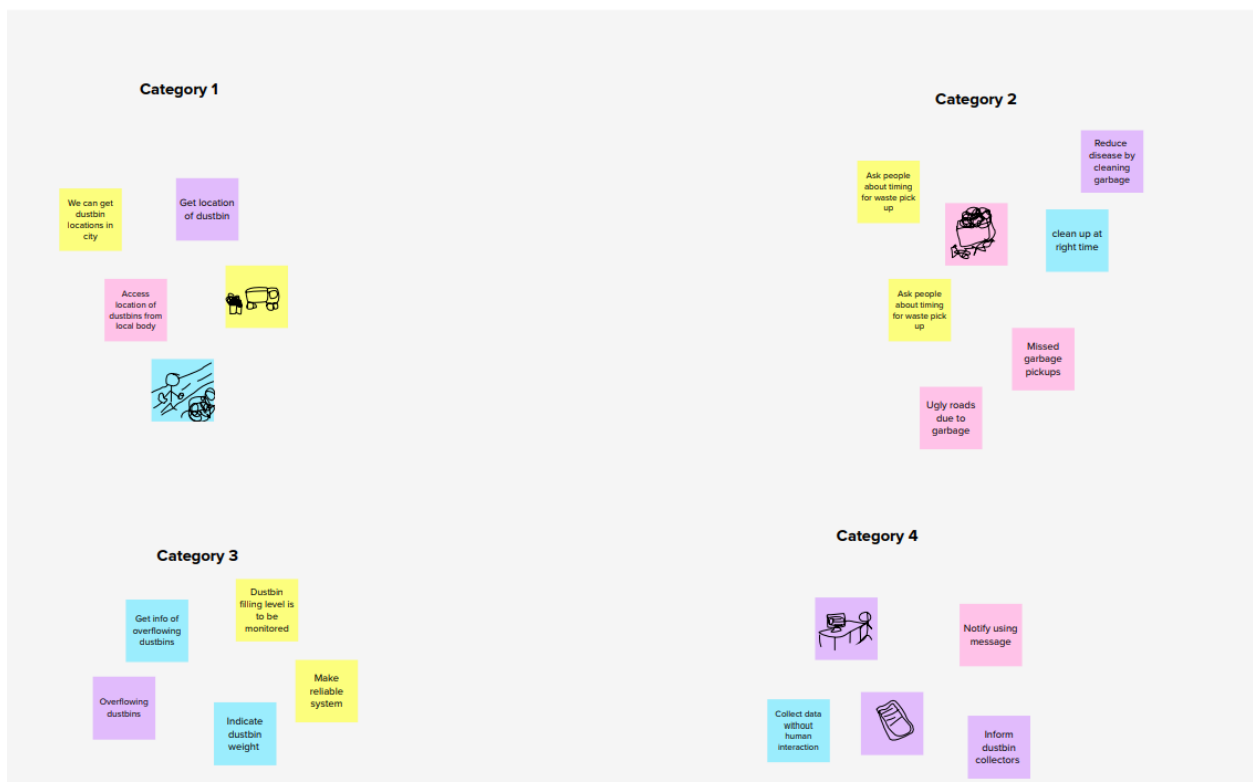 Category 1
We can get
dustbin
locations in
city
Get location
of dustbin
Access
location of
dustbins from
local body
Category 2
Reduce
disease by
cleaning
garbage
Ask people
about timing
for waste pick
up
clean up at
right time
Ask people
about timing
for waste pick
up
Missed
garbage
pickups
Ugly roads
due to
garbage
Category 3
Dustbin
filling level is
to be
monitored
Get info of
overflowing
dustbins
Make
reliable
system
Overflowing
dustbins
Indicate
dustbin
weight
Category 4
Notify using
message
Collect data
without
human
interaction
Inform
dustbin
collectors